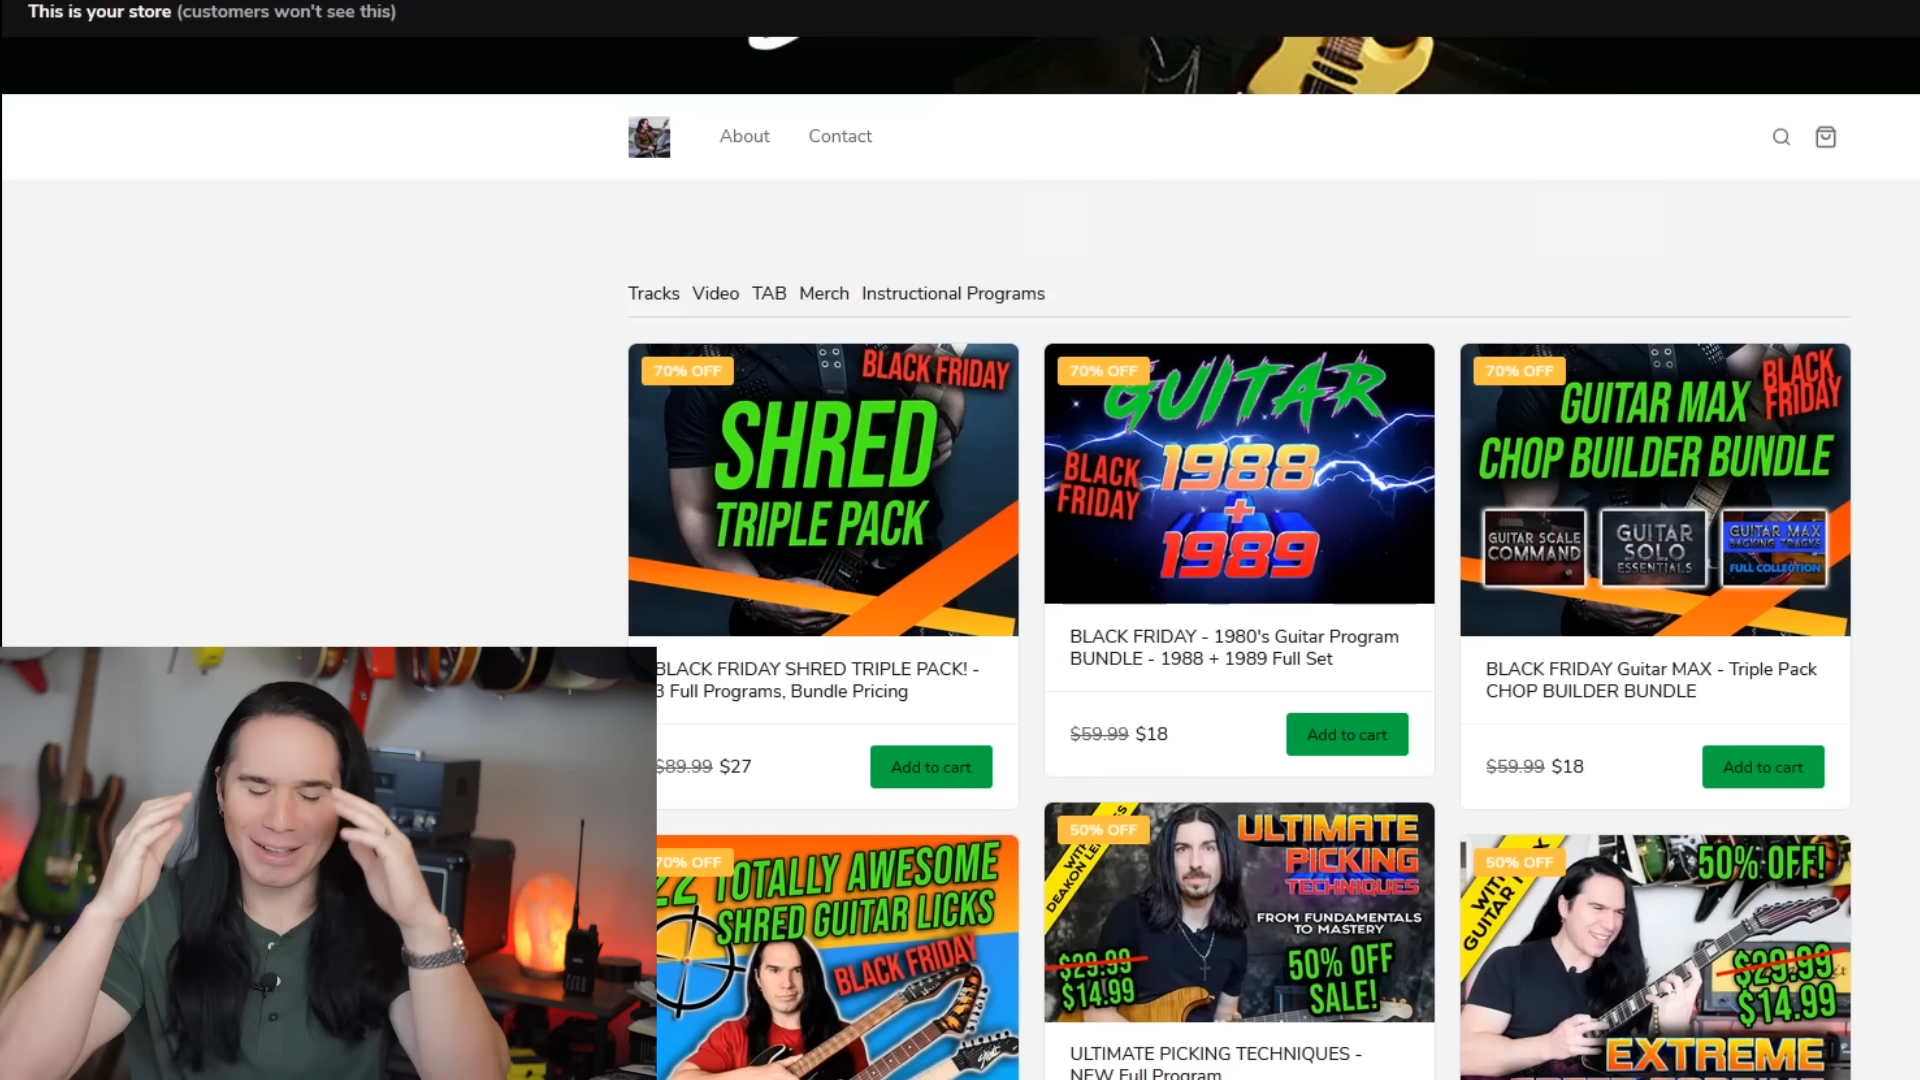 This is your store (customers won't see this)
About
Contact
Tracks Video TAB Merch Instructional Programs
70% OFF
BLACK FRIDAY
SHRED
TRIPLE PACK
BLACK FRIDAY SHRED TRIPLE PACK! -
3 Full Programs, Bundle Pricing
$89.99 $27
Add to cart
70% OFF
GUITAR
BLACK
FRIDAY
1988
+
1989
BLACK FRIDAY - 1980's Guitar Program
BUNDLE - 1988 + 1989 Full Set
$59.99 $18
Add to cart
70% OFF
BLACK
FRIDAY
GUITAR MAX
CHOP BUILDER BUNDLE
GUITAR SCALE
COMMAND
GUITAR
SOLO
ESSENTIALS
GUITAR MAX
BACKING TRACKS
FULL COLLECTION
BLACK FRIDAY Guitar MAX - Triple Pack
CHOP BUILDER BUNDLE
$59.99 $18
Add to cart
70% OFF
22 TOTALLY AWESOME
SHRED GUITAR LICKS
BLACK FRIDAY
50% OFF
ULTIMATE
PICKING
TECHNIQUES
FROM FUNDAMENTALS
TO MASTERY
$29.99
$14.99
50% OFF
SALE!
ULTIMATE PICKING TECHNIQUES -
NEW Full Program
50% OFF
50% OFF!
GUITAR
$29.99
$14.99
EXTREME